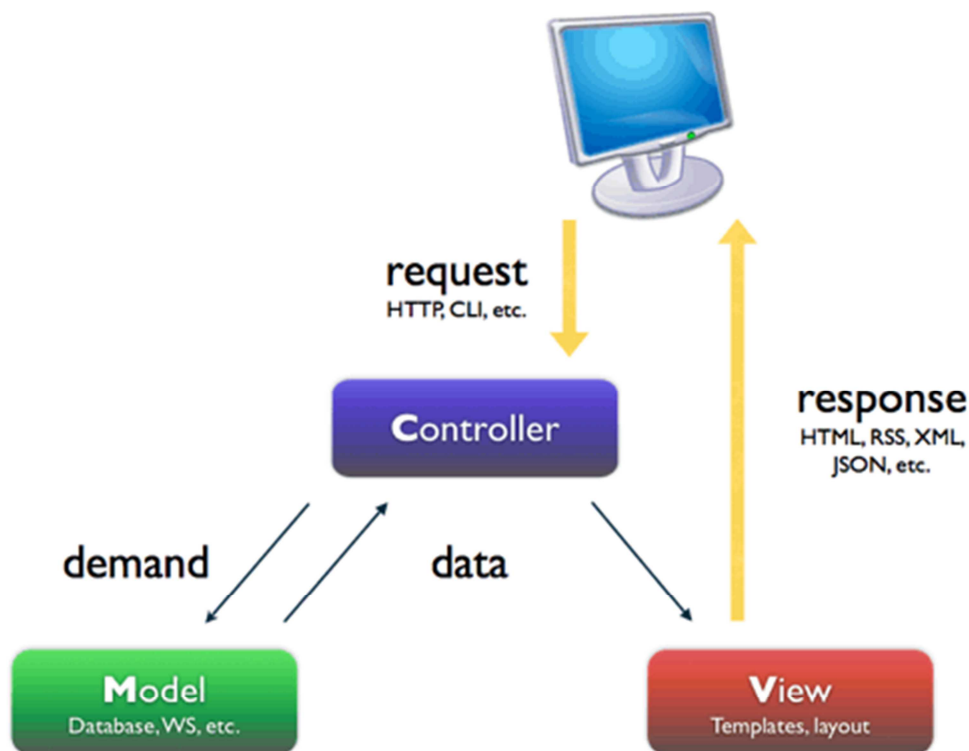 request
HTTP, CLI, etc.
Controller
response
HTML, RSS, XML,
JSON, etc.
demand
data
Model
Database, WS, etc.
View
Templates, layout